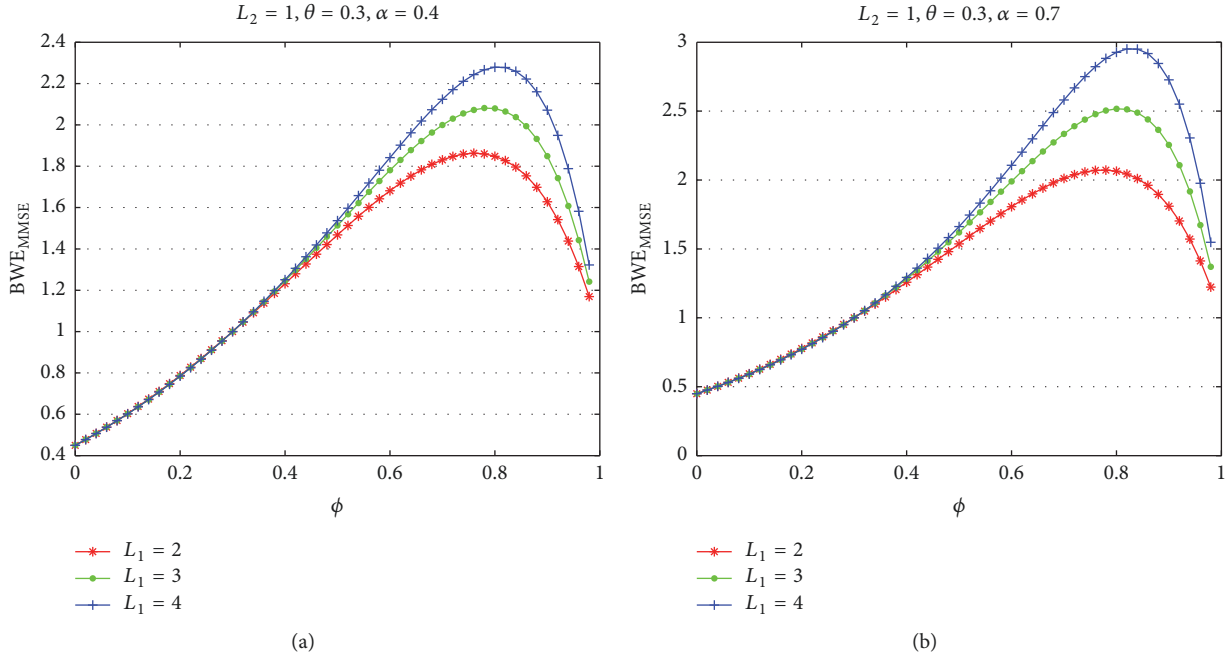 L₂ = 1, θ = 0.3, α = 0.4
2.4
2.2
2
1.8
1.6
1.4
1.2
1
0.8
0.6
0.4
BWE_MMSE
0 0.2 0.4 0.6 0.8 1
ϕ
L₁ = 2
L₁ = 3
L₁ = 4
(a)
L₂ = 1, θ = 0.3, α = 0.7
3
2.5
2
1.5
1
0.5
0
BWE_MMSE
0 0.2 0.4 0.6 0.8 1
ϕ
L₁ = 2
L₁ = 3
L₁ = 4
(b)